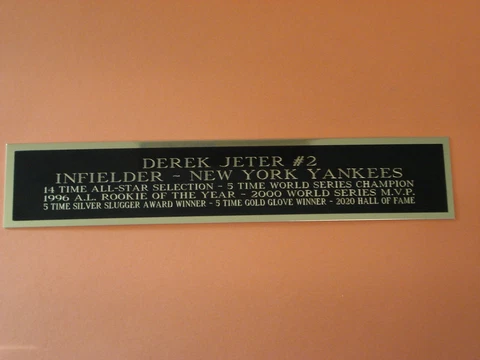 DEREK JETER #2
INFIELDER ~ NEW YORK YANKEES
14 TIME ALL-STAR SELECTION - 5 TIME WORLD SERIES CHAMPION
1996 A.L. ROOKIE OF THE YEAR - 2000 WORLD SERIES M.V.P.
5 TIME SILVER SLUGGER AWARD WINNER - 5 TIME GOLD GLOVE WINNER - 2020 HALL OF FAME